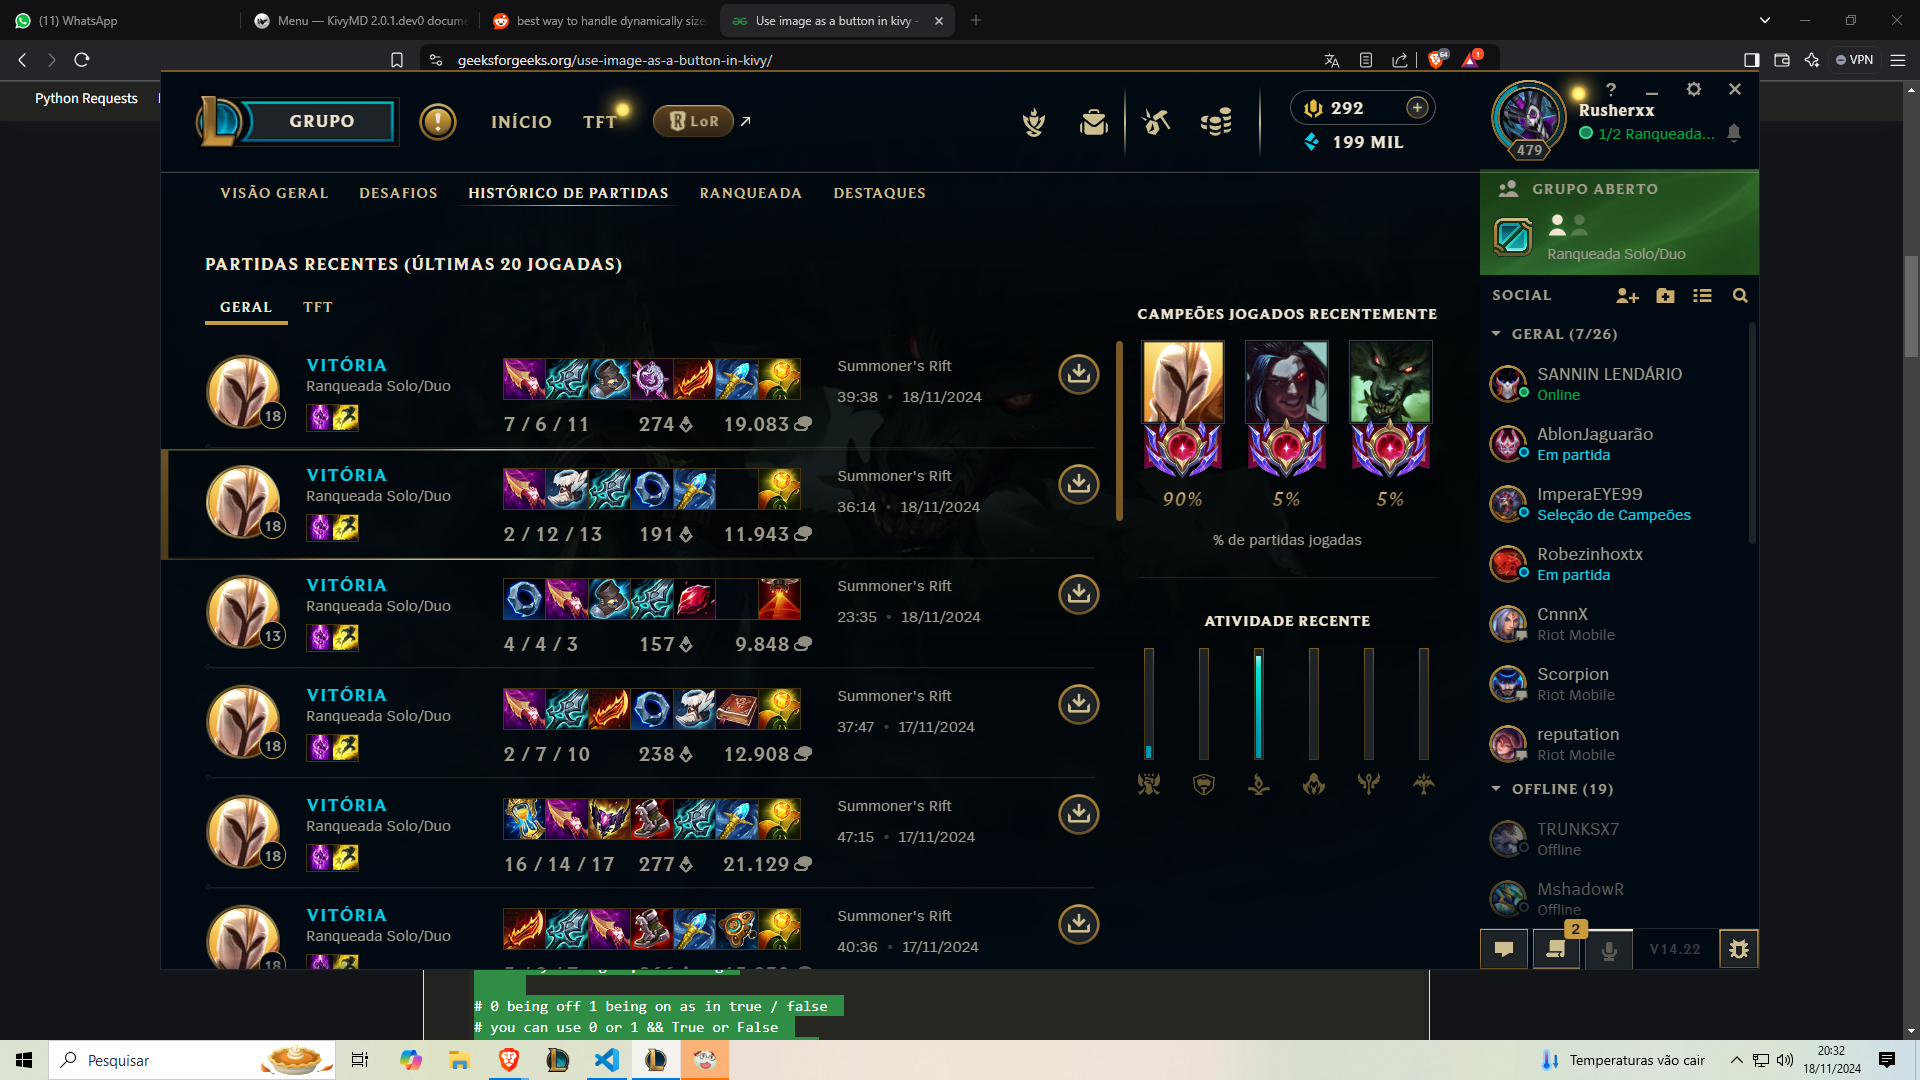 (11) WhatsApp
Menu — KivyMD 2.0.1.dev0 docum
best way to handle dynamically size
Use image as a button in kivy -
geeksforgeeks.org/use-image-as-a-button-in-kivy/
64
1
VPN
Python Requests
GRUPO
INÍCIO
TFT
LoR
292
199 MIL
479
Rusherxx
1/2 Ranqueada...
VISÃO GERAL
DESAFIOS
HISTÓRICO DE PARTIDAS
RANQUEADA
DESTAQUES
GRUPO ABERTO
Ranqueada Solo/Duo
PARTIDAS RECENTES (ÚLTIMAS 20 JOGADAS)
GERAL
TFT
VITÓRIA
Ranqueada Solo/Duo
18
7 / 6 / 11
274
19.083
Summoner's Rift
39:38 • 18/11/2024
VITÓRIA
Ranqueada Solo/Duo
18
2 / 12 / 13
191
11.943
Summoner's Rift
36:14 • 18/11/2024
VITÓRIA
Ranqueada Solo/Duo
13
4 / 4 / 3
157
9.848
Summoner's Rift
23:35 • 18/11/2024
VITÓRIA
Ranqueada Solo/Duo
18
2 / 7 / 10
238
12.908
Summoner's Rift
37:47 • 17/11/2024
VITÓRIA
Ranqueada Solo/Duo
18
16 / 14 / 17
277
21.129
Summoner's Rift
47:15 • 17/11/2024
VITÓRIA
Ranqueada Solo/Duo
18
Summoner's Rift
40:36 • 17/11/2024
CAMPEÕES JOGADOS RECENTEMENTE
90%
5%
5%
% de partidas jogadas
ATIVIDADE RECENTE
SOCIAL
GERAL (7/26)
SANNIN LENDÁRIO
Online
AblonJaguarão
Em partida
ImperaEYE99
Seleção de Campeões
Robezinhoxtx
Em partida
CnnnX
Riot Mobile
Scorpion
Riot Mobile
reputation
Riot Mobile
OFFLINE (19)
TRUNKSX7
Offline
MshadowR
Offline
2
V14.22
# 0 being off 1 being on as in true / false
# you can use 0 or 1 && True or False
Pesquisar
Temperaturas vão cair
20:32
18/11/2024